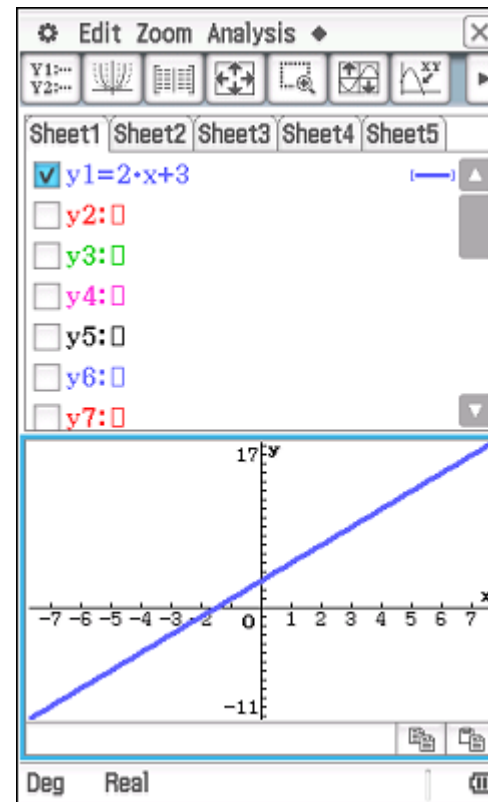 Edit Zoom Analysis ◆
Y1:···
Y2:···
XY
Sheet1 Sheet2 Sheet3 Sheet4 Sheet5
y1=2·x+3
y2:▯
y3:▯
y4:▯
y5:▯
y6:▯
y7:▯
17 y
x
-7 -6 -5 -4 -3 -2 0 1 2 3 4 5 6 7
-11
Deg Real